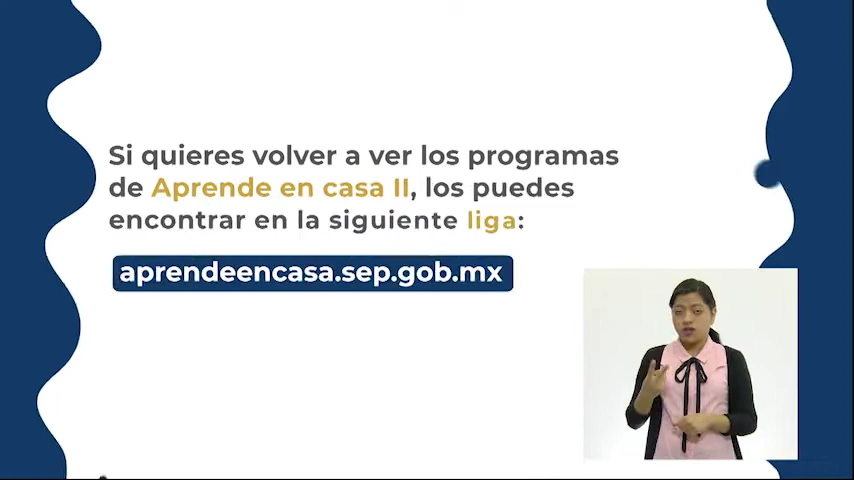 Si quieres volver a ver los programas
de Aprende en casa II, los puedes
encontrar en la siguiente liga:
aprendeencasa.sep.gob.mx